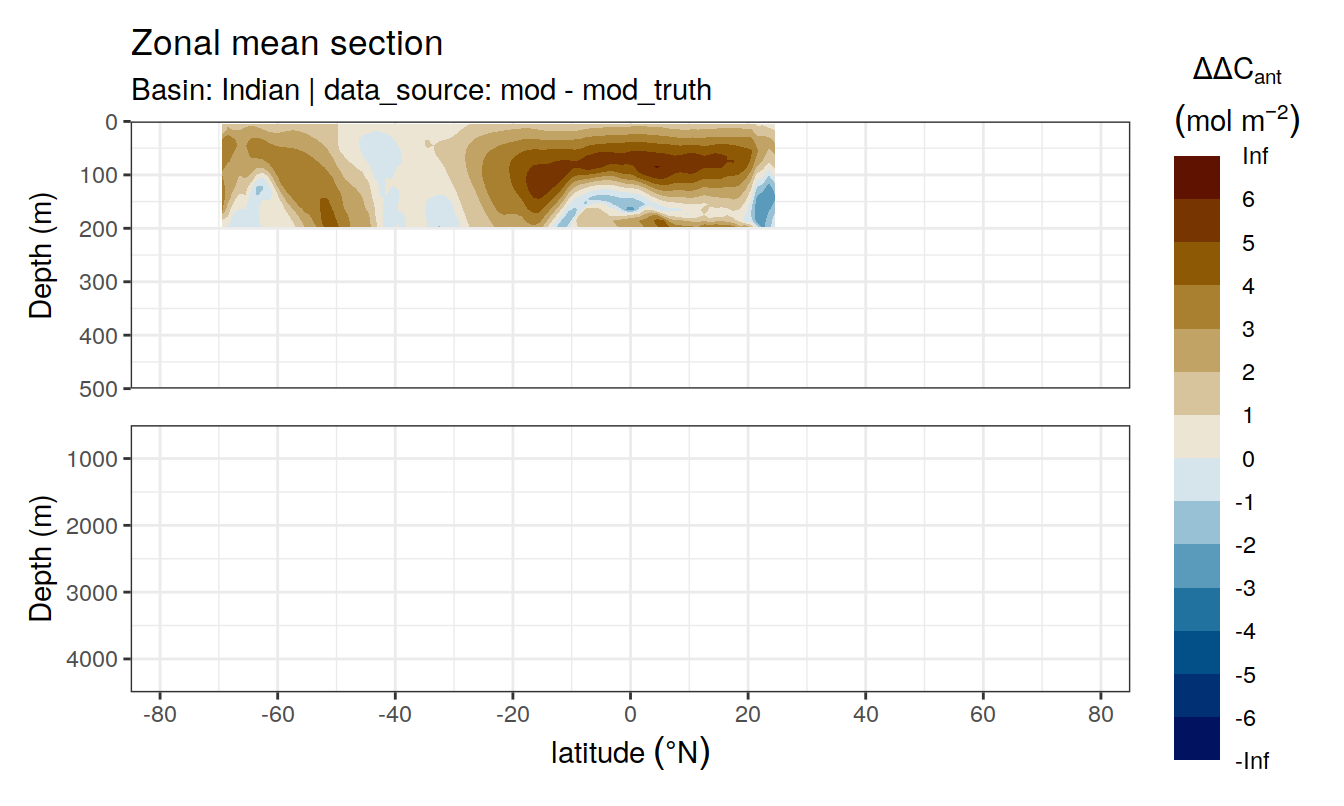 Zonal mean section
Basin: Indian | data_source: mod - mod_truth
ΔΔCant
(mol m−2)
Inf
6
5
4
3
2
1
0
-1
-2
-3
-4
-5
-6
-Inf
Depth (m)
0
100
200
300
400
500
Depth (m)
1000
2000
3000
4000
-80 -60 -40 -20 0 20 40 60 80
latitude (°N)